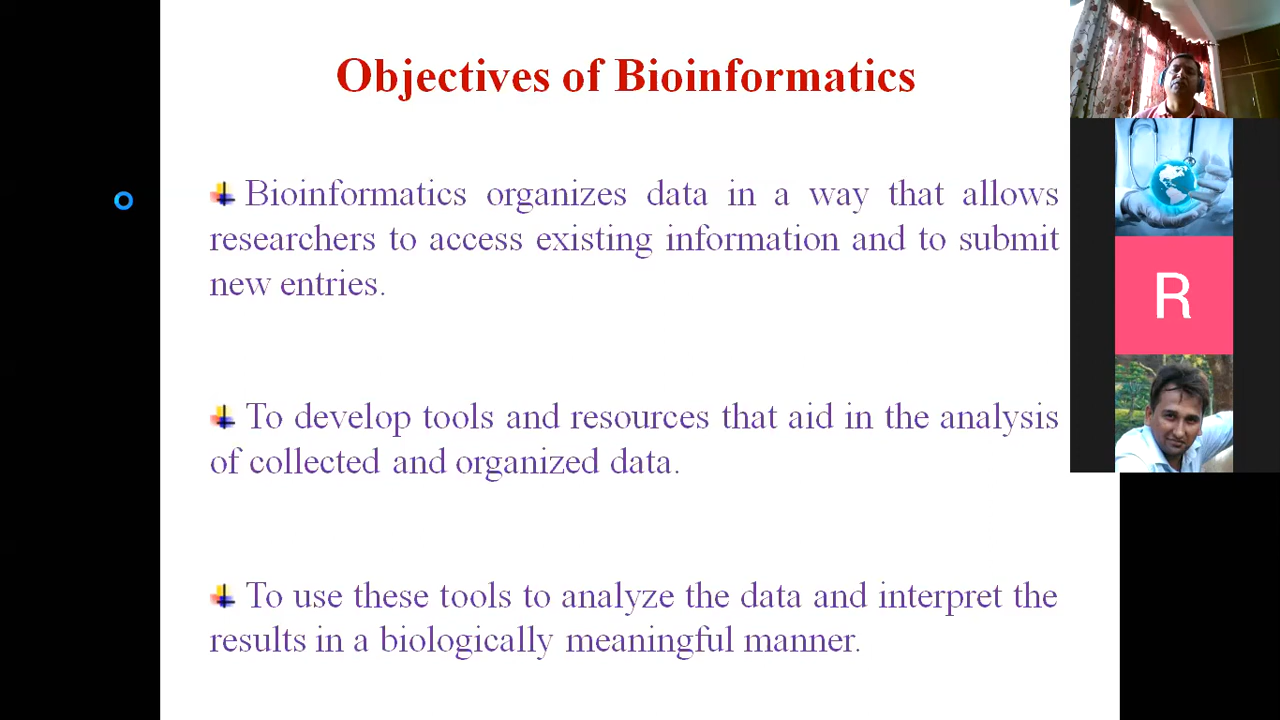 Objectives of Bioinformatics
Bioinformatics organizes data in a way that allows
researchers to access existing information and to submit
new entries.
To develop tools and resources that aid in the analysis
of collected and organized data.
To use these tools to analyze the data and interpret the
results in a biologically meaningful manner.
R